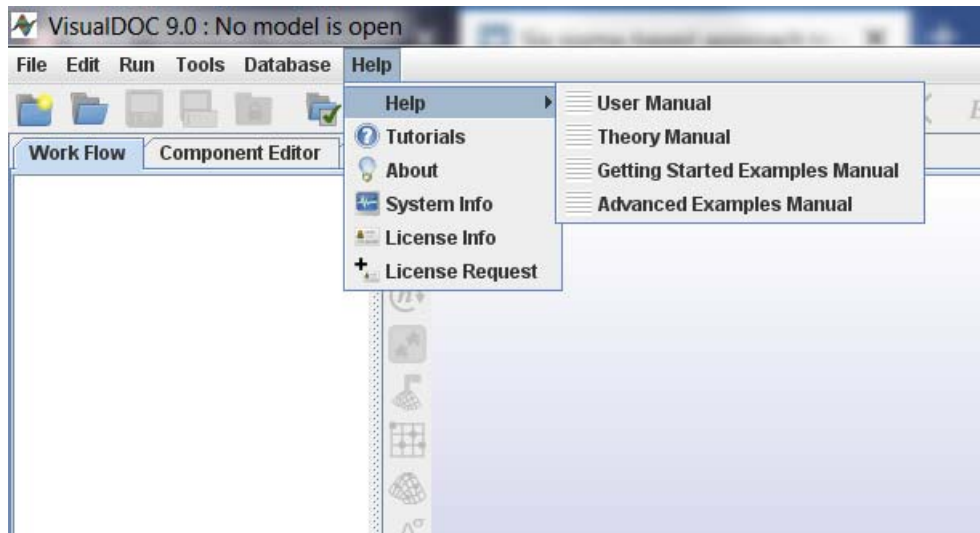 VisualDOC 9.0 : No model is open
File Edit Run Tools Database Help
Help
User Manual
Tutorials
Theory Manual
About
Getting Started Examples Manual
System Info
Advanced Examples Manual
License Info
License Request
Work Flow
Component Editor